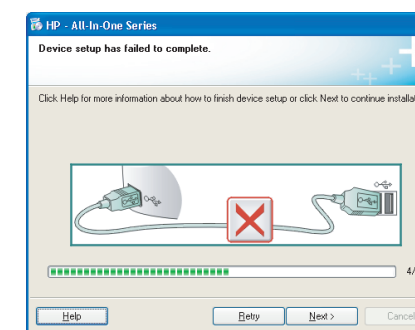 HP - All-In-One Series
Device setup has failed to complete.
Click Help for more information about how to finish device setup or click Next to continue installa
4/
Help Retry Next > Cancel